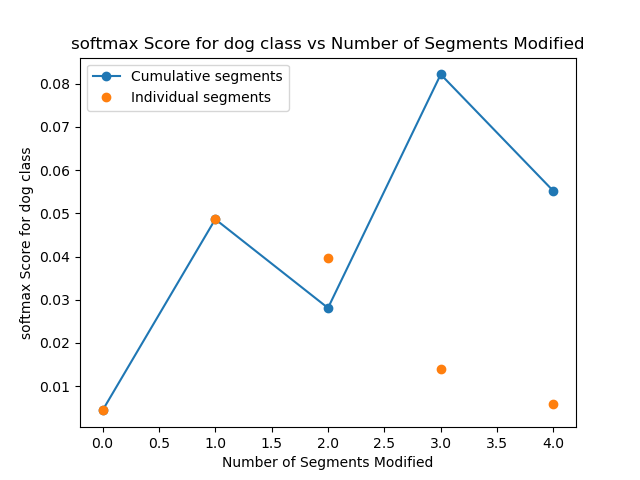 softmax Score for dog class vs Number of Segments Modified
Cumulative segments
Individual segments
softmax Score for dog class
0.08
0.07
0.06
0.05
0.04
0.03
0.02
0.01
0.0 0.5 1.0 1.5 2.0 2.5 3.0 3.5 4.0
Number of Segments Modified